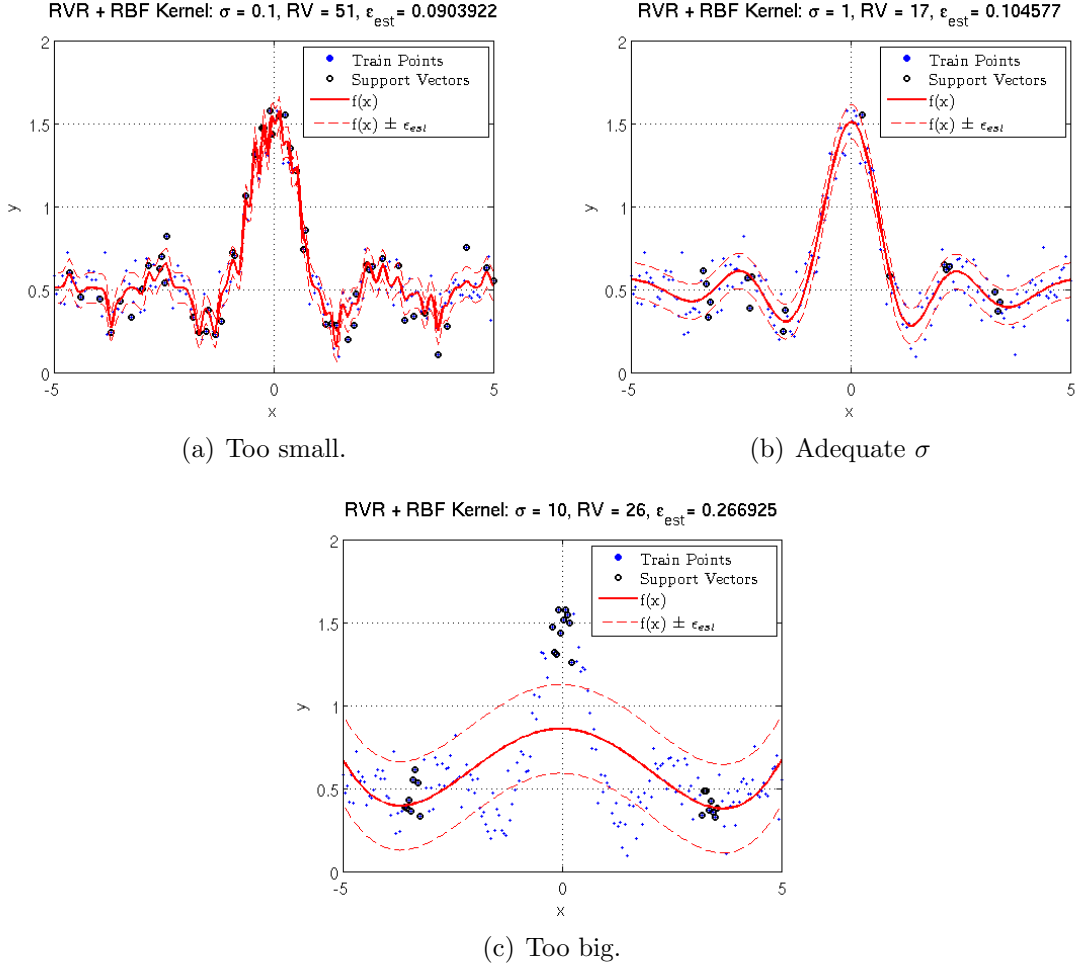 RVR + RBF Kernel: σ = 0.1, RV = 51, ε_est = 0.0903922
2
1.5
1
0.5
0
y
-5
0
5
x
Train Points
Support Vectors
f(x)
f(x) ± ϵ_est
(a) Too small.
RVR + RBF Kernel: σ = 1, RV = 17, ε_est = 0.104577
2
1.5
1
0.5
0
y
-5
0
5
x
Train Points
Support Vectors
f(x)
f(x) ± ϵ_est
(b) Adequate σ
RVR + RBF Kernel: σ = 10, RV = 26, ε_est = 0.266925
2
1.5
1
0.5
0
y
-5
0
5
x
Train Points
Support Vectors
f(x)
f(x) ± ϵ_est
(c) Too big.